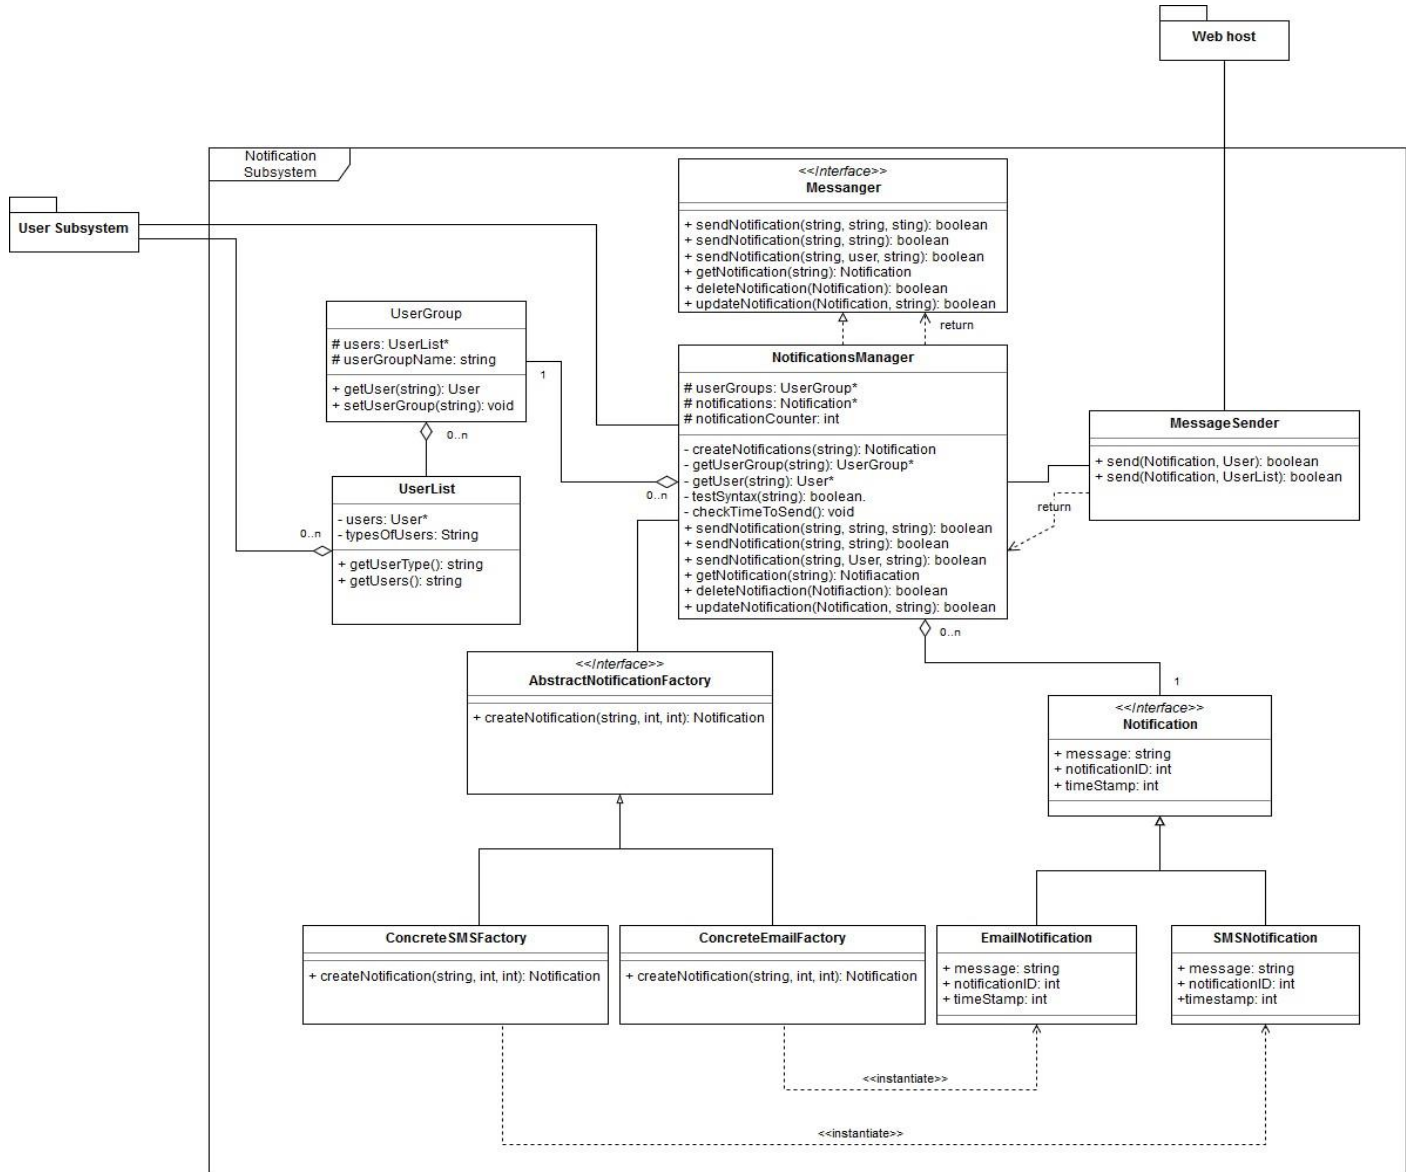 Web host
Notification
Subsystem
User Subsystem
<<Interface>>
Messanger
+ sendNotification(string, string, sting): boolean
+ sendNotification(string, string): boolean
+ sendNotification(string, user, string): boolean
+ getNotification(string): Notification
+ deleteNotification(Notification): boolean
+ updateNotification(Notification, string): boolean
return
UserGroup
# users: UserList*
# userGroupName: string
+ getUser(string): User
+ setUserGroup(string): void
1
0..n
NotificationsManager
# userGroups: UserGroup*
# notifications: Notification*
# notificationCounter: int
- createNotifications(string): Notification
- getUserGroup(string): UserGroup*
- getUser(string): User*
- testSyntax(string): boolean.
- checkTimeToSend(): void
+ sendNotification(string, string, string): boolean
+ sendNotification(string, string): boolean
+ sendNotification(string, User, string): boolean
+ getNotification(string): Notifiacation
+ deleteNotifiaction(Notifiaction): boolean
+ updateNotification(Notification, string): boolean
0..n
MessageSender
+ send(Notification, User): boolean
+ send(Notification, UserList): boolean
return
UserList
- users: User*
- typesOfUsers: String
+ getUserType(): string
+ getUsers(): string
0..n
0..n
1
<<Interface>>
AbstractNotificationFactory
+ createNotification(string, int, int): Notification
<<Interface>>
Notification
+ message: string
+ notificationID: int
+ timeStamp: int
ConcreteSMSFactory
+ createNotification(string, int, int): Notification
ConcreteEmailFactory
+ createNotification(string, int, int): Notification
EmailNotification
+ message: string
+ notificationID: int
+ timeStamp: int
SMSNotification
+ message: string
+ notificationID: int
+timestamp: int
<<instantiate>>
<<instantiate>>